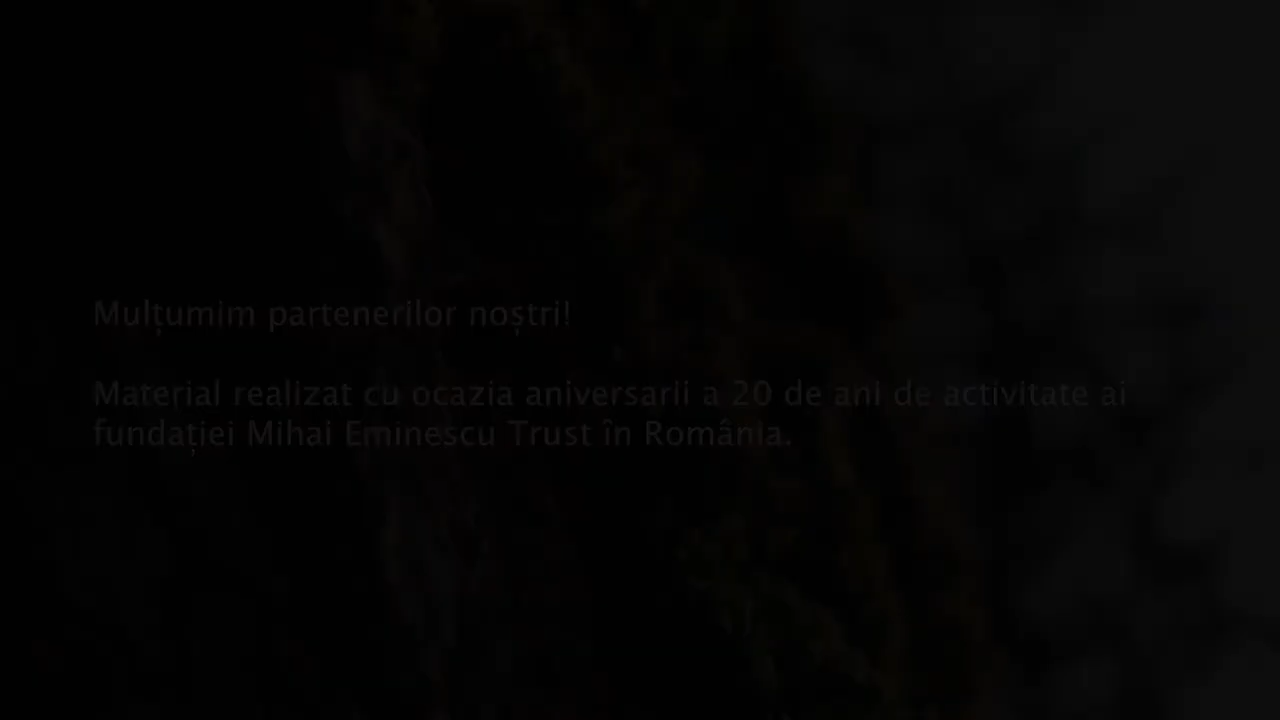 Mulțumim partenerilor noștri!
Material realizat cu ocazia aniversarii a 20 de ani de activitate ai
fundației Mihai Eminescu Trust în România.